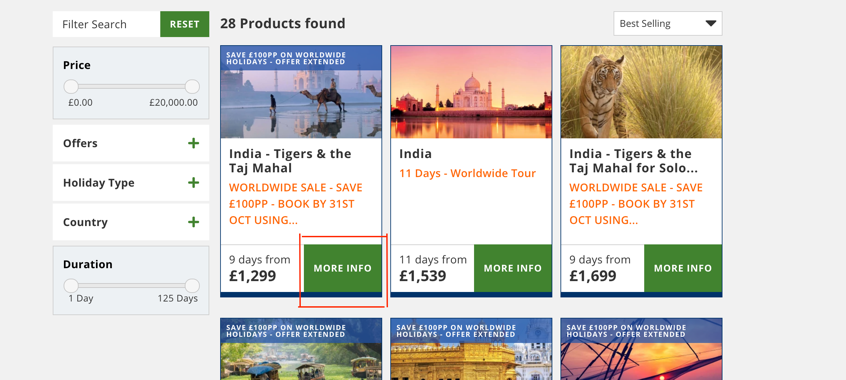 Filter Search
RESET
28 Products found
Best Selling
Price
£0.00
£20,000.00
Offers
Holiday Type
Country
Duration
1 Day
125 Days
SAVE £100PP ON WORLDWIDE
HOLIDAYS - OFFER EXTENDED
India - Tigers & the
Taj Mahal
WORLDWIDE SALE - SAVE
£100PP - BOOK BY 31ST
OCT USING...
9 days from
£1,299
MORE INFO
India
11 Days - Worldwide Tour
11 days from
£1,539
MORE INFO
India - Tigers & the
Taj Mahal for Solo...
WORLDWIDE SALE - SAVE
£100PP - BOOK BY 31ST
OCT USING...
9 days from
£1,699
MORE INFO
SAVE £100PP ON WORLDWIDE
HOLIDAYS - OFFER EXTENDED
SAVE £100PP ON WORLDWIDE
HOLIDAYS - OFFER EXTENDED
SAVE £100PP ON WORLDWIDE
HOLIDAYS - OFFER EXTENDED